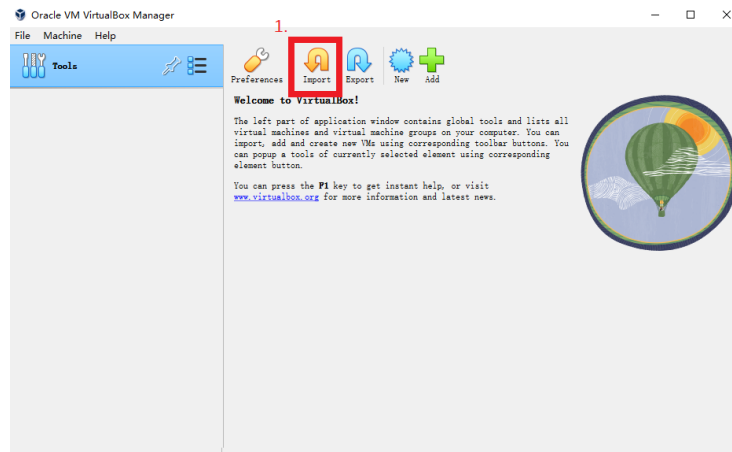 Oracle VM VirtualBox Manager
1.
File Machine Help
Tools
Preferences Import Export New Add
Welcome to VirtualBox!
The left part of application window contains global tools and lists all
virtual machines and virtual machine groups on your computer. You can
import, add and create new VMs using corresponding toolbar buttons. You
can popup a tools of currently selected element using corresponding
element button.
You can press the F1 key to get instant help, or visit
www.virtualbox.org for more information and latest news.